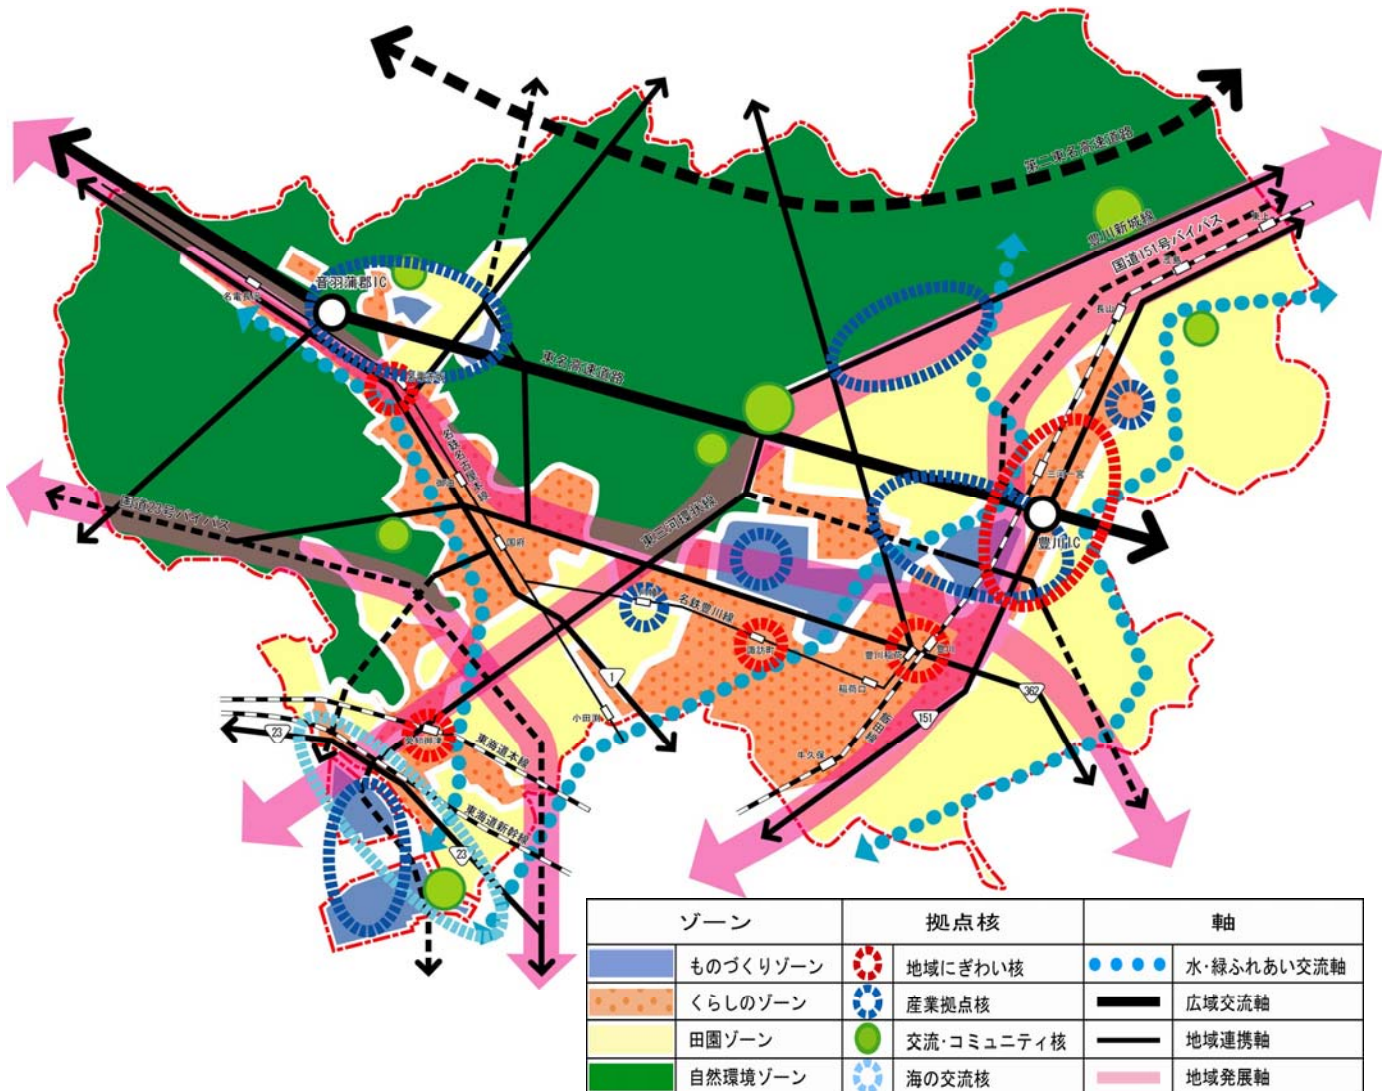 第二東名高速道路
豊川新城線
東上
国道151号バイパス
長山
音羽蒲郡IC
東名高速道路
名鉄名古屋本線
国道23号バイパス
国府
東三河環状線
三河一宮
豊川IC
名鉄豊川線
諏訪町
豊川稲荷
豊川
稲荷口
1
362
151
小田渕
飯田線
牛久保
23
愛知御津
東海道本線
東海道新幹線
23
ゾーン 拠点核 軸
ものづくりゾーン 地域にぎわい核 水・緑ふれあい交流軸
くらしのゾーン 産業拠点核 広域交流軸
田園ゾーン 交流・コミュニティ核 地域連携軸
自然環境ゾーン 海の交流核 地域発展軸